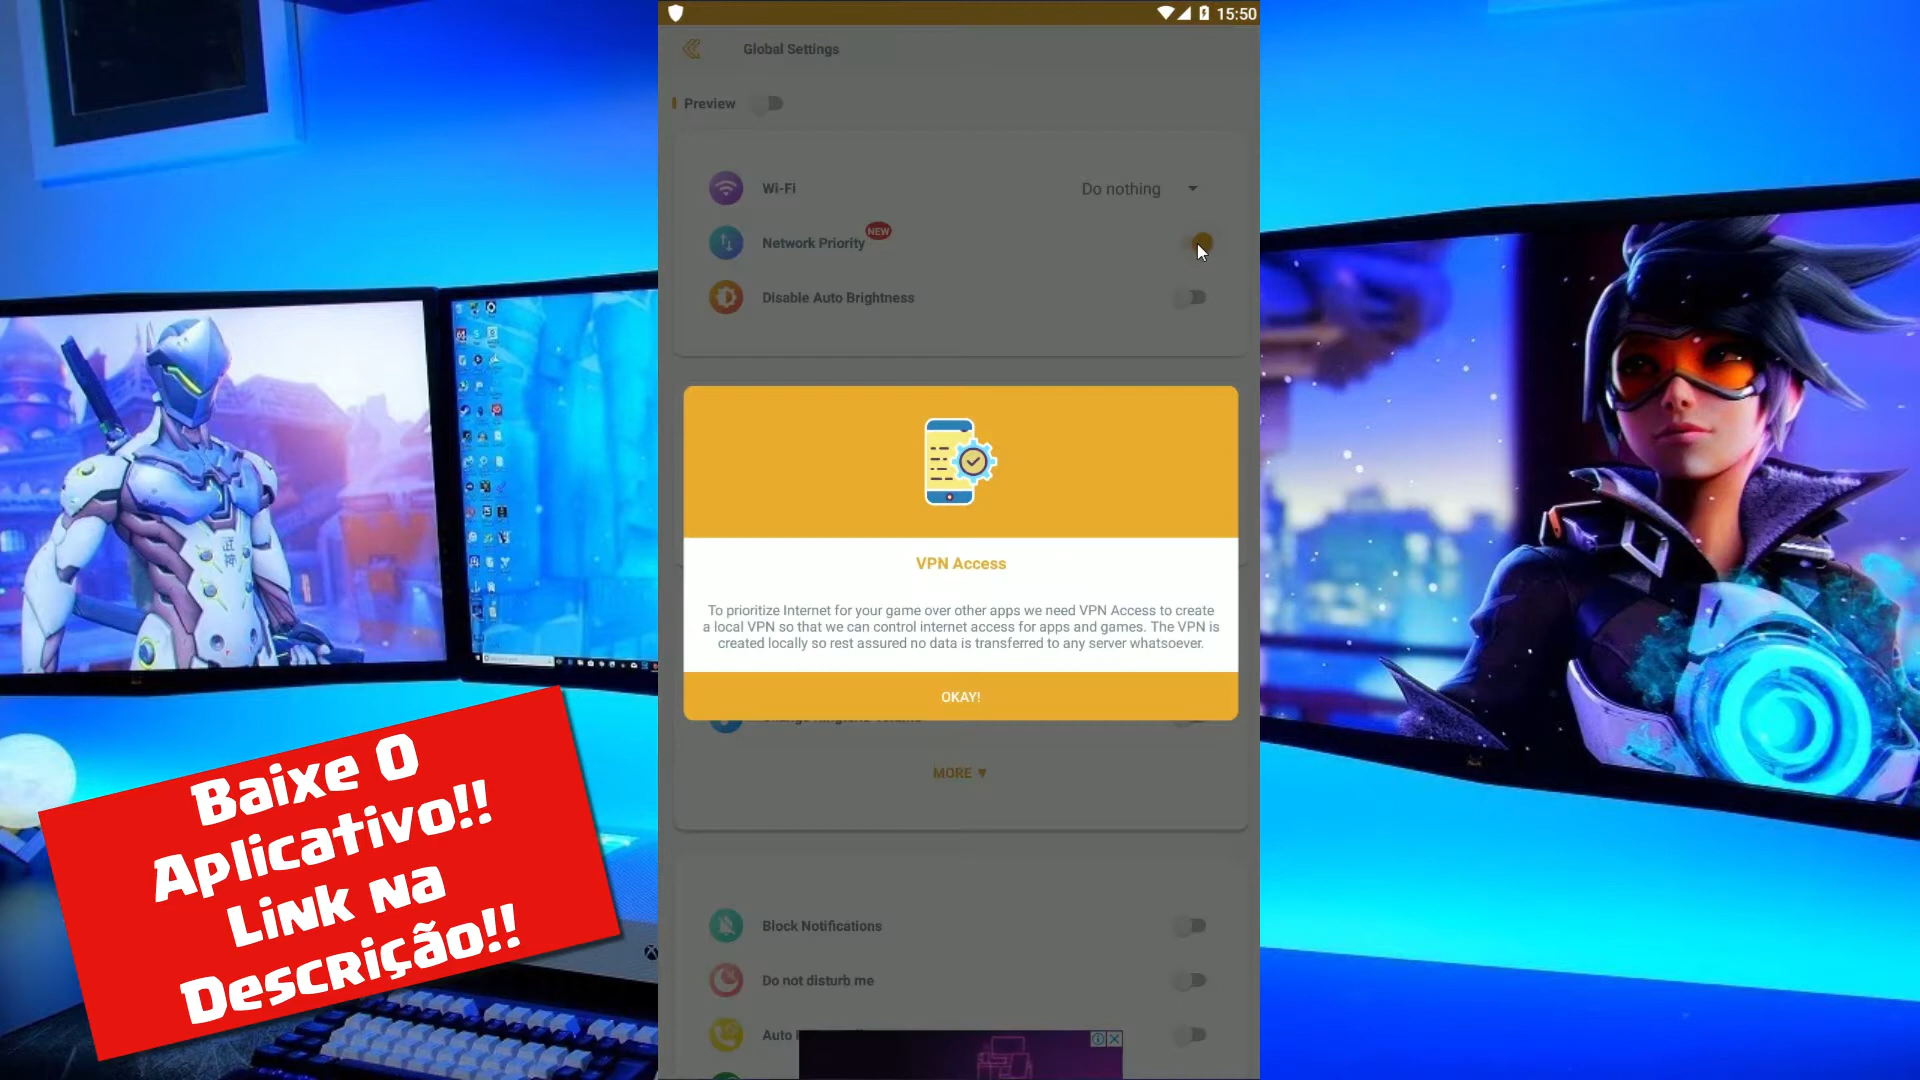 15:50
Global Settings
Preview
Wi-Fi
Do nothing
Network Priority
NEW
Disable Auto Brightness
VPN Access
To prioritize Internet for your game over other apps we need VPN Access to create
a local VPN so that we can control internet access for apps and games. The VPN is
created locally so rest assured no data is transferred to any server whatsoever.
OKAY!
MORE ▼
Block Notifications
Do not disturb me
Auto
Baixe O
Aplicativo!!
Link na
Descrição!!
武
神